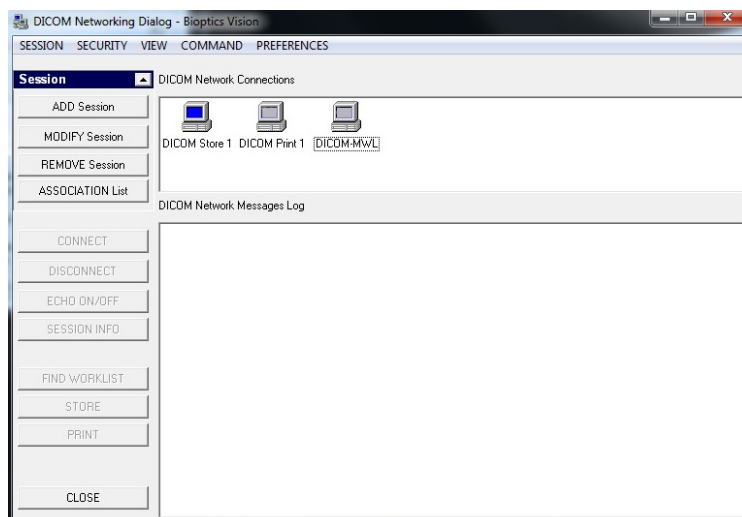 DICOM Networking Dialog - Bioptics Vision
SESSION SECURITY VIEW COMMAND PREFERENCES
Session
DICOM Network Connections
ADD Session
MODIFY Session
REMOVE Session
ASSOCIATION List
DICOM Store 1 DICOM Print 1 DICOM-MWL
DICOM Network Messages Log
CONNECT
DISCONNECT
ECHO ON/OFF
SESSION INFO
FIND WORKLIST
STORE
PRINT
CLOSE